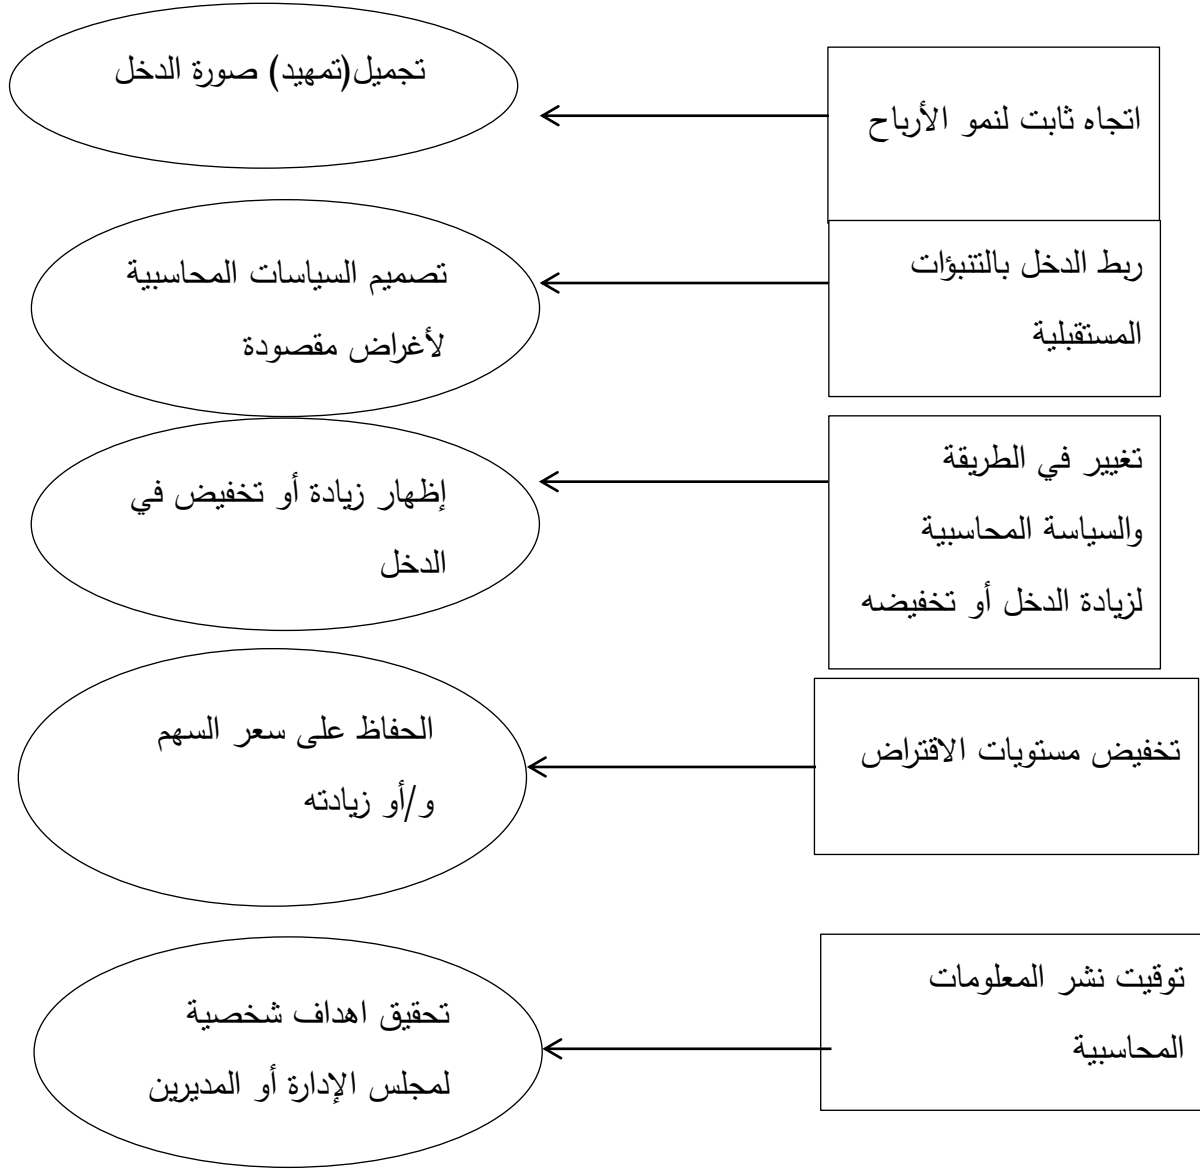 اتجاه ثابت لنمو الأرباح
تجميل(تمهيد) صورة الدخل
ربط الدخل بالتنبؤات
المستقبلية
تصميم السياسات المحاسبية
لأغراض مقصودة
تغيير في الطريقة
والسياسة المحاسبية
لزيادة الدخل أو تخفيضه
إظهار زيادة أو تخفيض في
الدخل
تخفيض مستويات الاقتراض
الحفاظ على سعر السهم
و/أو زيادته
توقيت نشر المعلومات
المحاسبية
تحقيق اهداف شخصية
لمجلس الإدارة أو المديرين